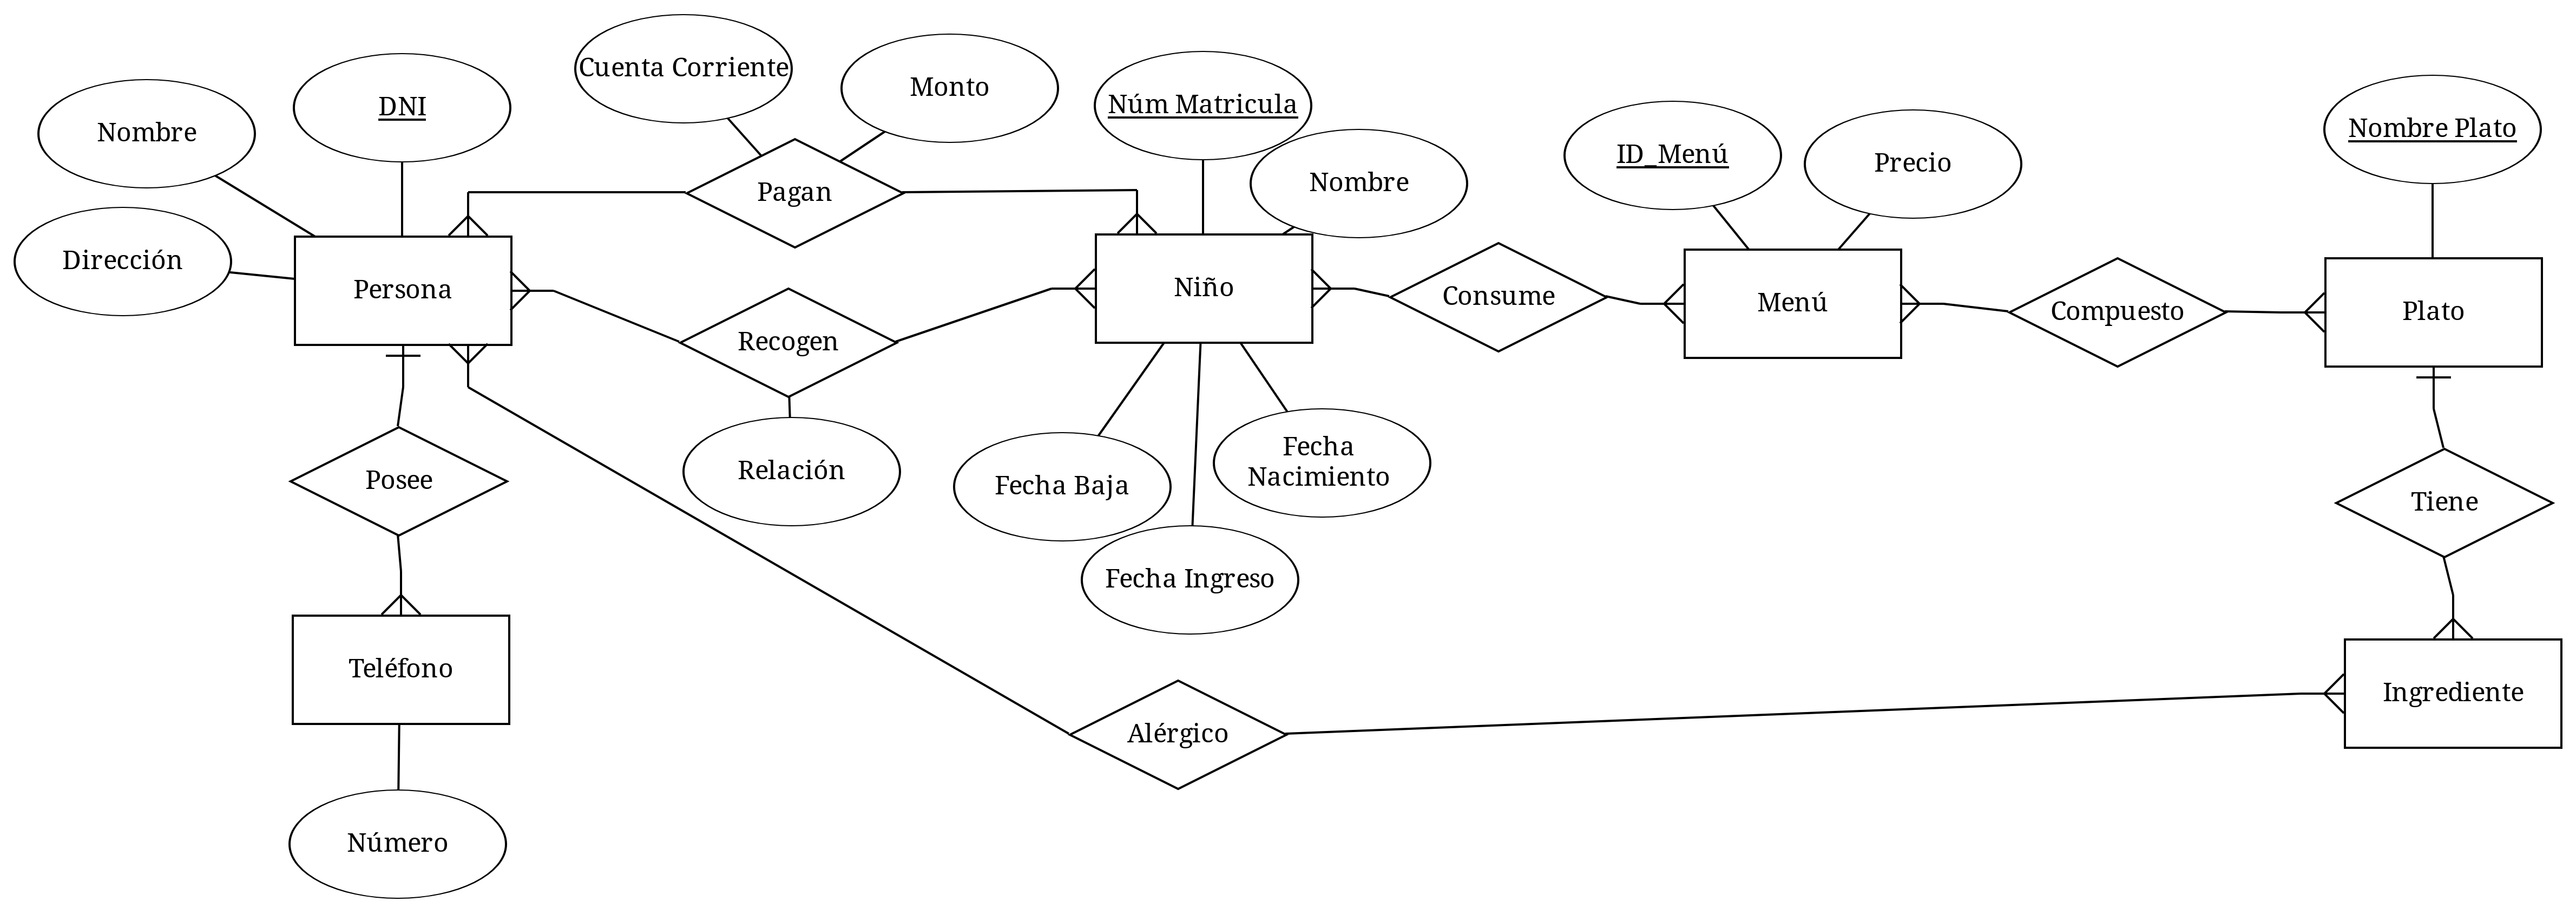 Cuenta Corriente
Monto
DNI
Núm Matricula
Nombre
Nombre
ID_Menú
Precio
Nombre Plato
Dirección
Pagan
Persona
Niño
Consume
Menú
Compuesto
Plato
Recogen
Posee
Relación
Fecha Baja
Fecha
Nacimiento
Tiene
Fecha Ingreso
Teléfono
Alérgico
Ingrediente
Número